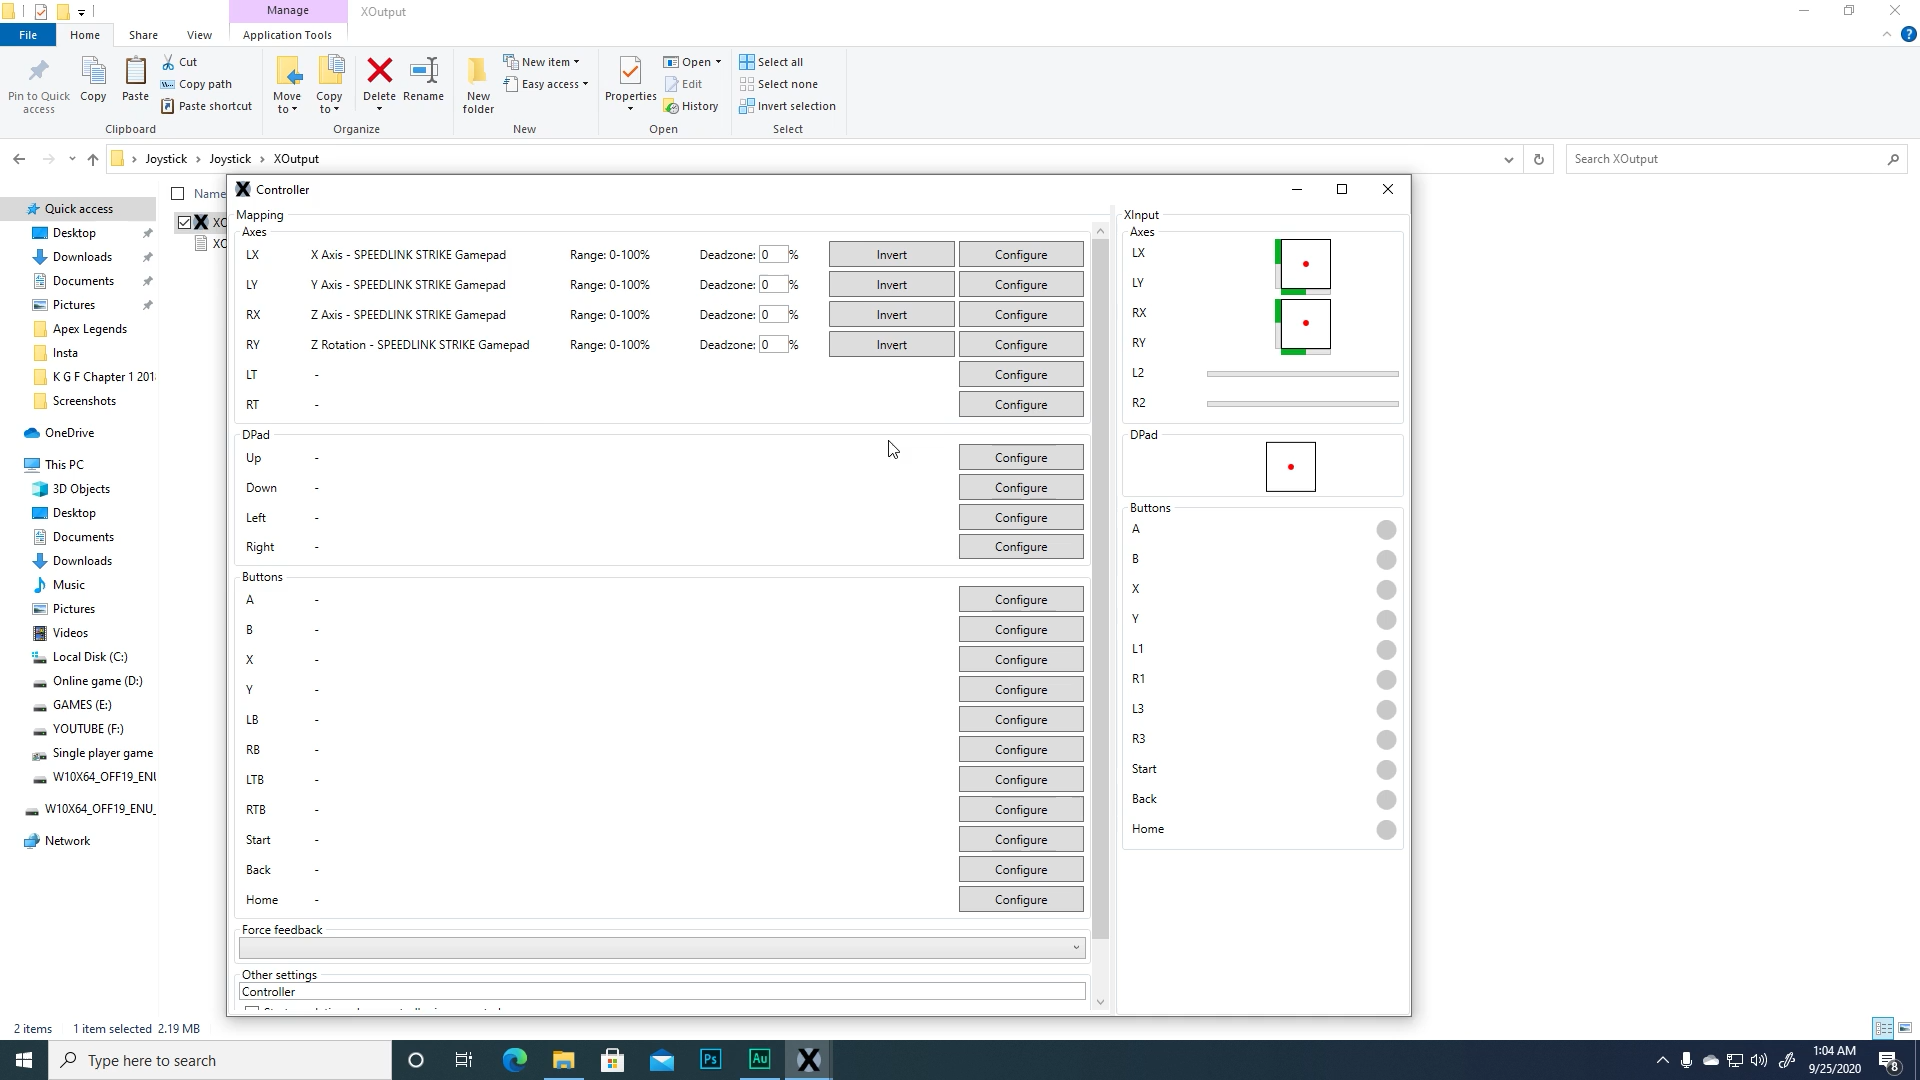 Manage
XOutput
File
Home
Share
View
Application Tools
Pin to Quick access
Copy
Paste
Cut
Copy path
Paste shortcut
Clipboard
Move to
Copy to
Delete
Rename
Organize
New folder
New item
Easy access
New
Properties
Open
Edit
History
Open
Select all
Select none
Invert selection
Select
Joystick
Joystick
XOutput
Search XOutput
Name
XO
XO
Quick access
Desktop
Downloads
Documents
Pictures
Apex Legends
Insta
K G F Chapter 1 201
Screenshots
OneDrive
This PC
3D Objects
Desktop
Documents
Downloads
Music
Pictures
Videos
Local Disk (C:)
Online game (D:)
GAMES (E:)
YOUTUBE (F:)
Single player game
W10X64_OFF19_ENU
W10X64_OFF19_ENU_
Network
Controller
Mapping
Axes
LX X Axis - SPEEDLINK STRIKE Gamepad Range: 0-100% Deadzone: 0 % Invert Configure
LY Y Axis - SPEEDLINK STRIKE Gamepad Range: 0-100% Deadzone: 0 % Invert Configure
RX Z Axis - SPEEDLINK STRIKE Gamepad Range: 0-100% Deadzone: 0 % Invert Configure
RY Z Rotation - SPEEDLINK STRIKE Gamepad Range: 0-100% Deadzone: 0 % Invert Configure
LT - Configure
RT - Configure
DPad
Up - Configure
Down - Configure
Left - Configure
Right - Configure
Buttons
A - Configure
B - Configure
X - Configure
Y - Configure
LB - Configure
RB - Configure
LTB - Configure
RTB - Configure
Start - Configure
Back - Configure
Home - Configure
Force feedback
Other settings
Controller
XInput
Axes
LX
LY
RX
RY
L2
R2
DPad
Buttons
A
B
X
Y
L1
R1
L3
R3
Start
Back
Home
2 items 1 item selected 2.19 MB
Type here to search
Ps
Au
1:04 AM
9/25/2020
8